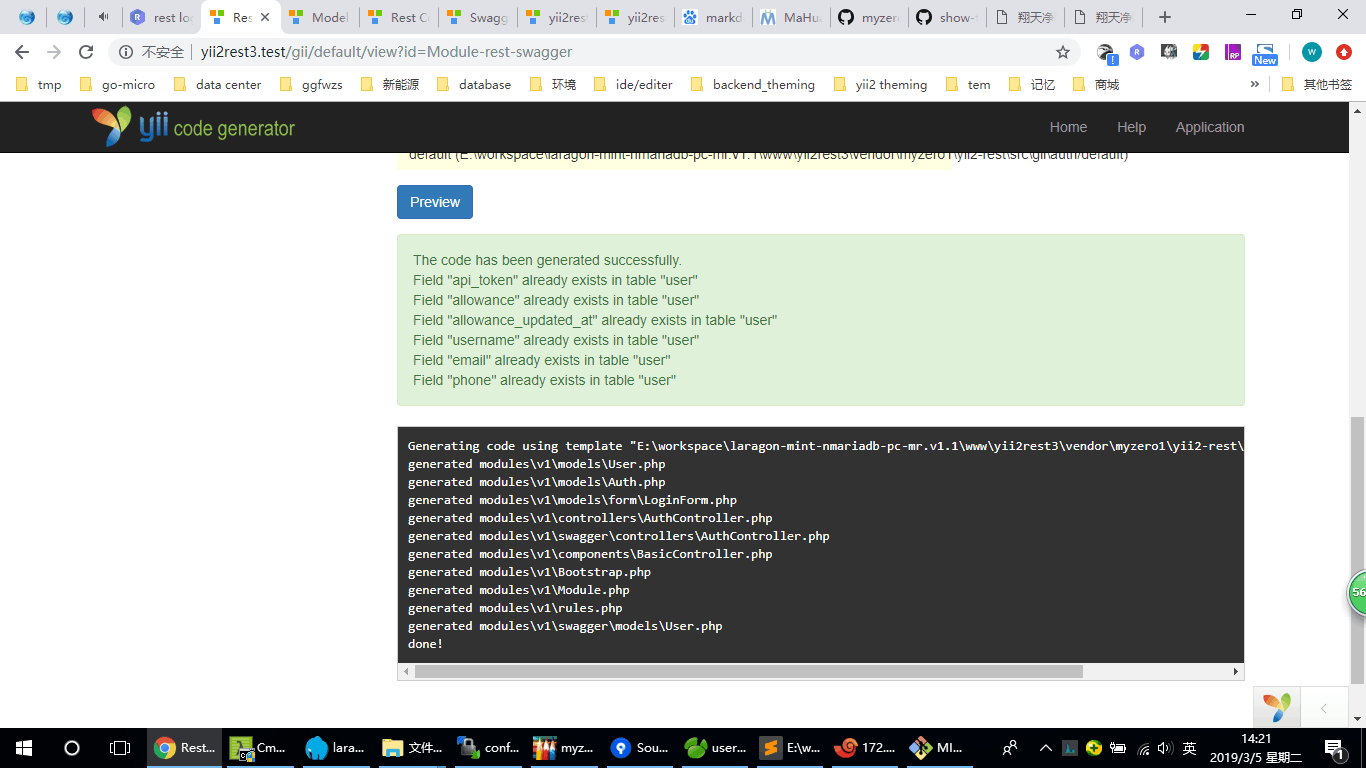 rest lo
Res
Model
Rest C
Swagg
yii2res
yii2res
markd
MaHu
myzer
show-
翔天净
翔天净
不安全
yii2rest3.test/gii/default/view?id=Module-rest-swagger
New
W
tmp
go-micro
data center
ggfwzs
新能源
database
环境
ide/editer
backend_theming
yii2 theming
tem
记忆
商城
»
其他书签
yii code generator
Home
Help
Application
default (E:\workspace\laragon-mint-nmariadb-pc-mr.v1.1\www\yii2rest3\vendor\myzero1\yii2-rest\src\gii\auth/default)
Preview
The code has been generated successfully.
Field "api_token" already exists in table "user"
Field "allowance" already exists in table "user"
Field "allowance_updated_at" already exists in table "user"
Field "username" already exists in table "user"
Field "email" already exists in table "user"
Field "phone" already exists in table "user"
Generating code using template "E:\workspace\laragon-mint-nmariadb-pc-mr.v1.1\www\yii2rest3\vendor\myzero1\yii2-rest\
generated modules\v1\models\User.php
generated modules\v1\models\Auth.php
generated modules\v1\models\form\LoginForm.php
generated modules\v1\controllers\AuthController.php
generated modules\v1\swagger\controllers\AuthController.php
generated modules\v1\components\BasicController.php
generated modules\v1\Bootstrap.php
generated modules\v1\Module.php
generated modules\v1\rules.php
generated modules\v1\swagger\models\User.php
done!
56
Rest...
Cm...
lara...
文件...
conf...
myz...
Sou...
user...
E:\w...
172....
MI...
英
14:21
2019/3/5 星期二
1